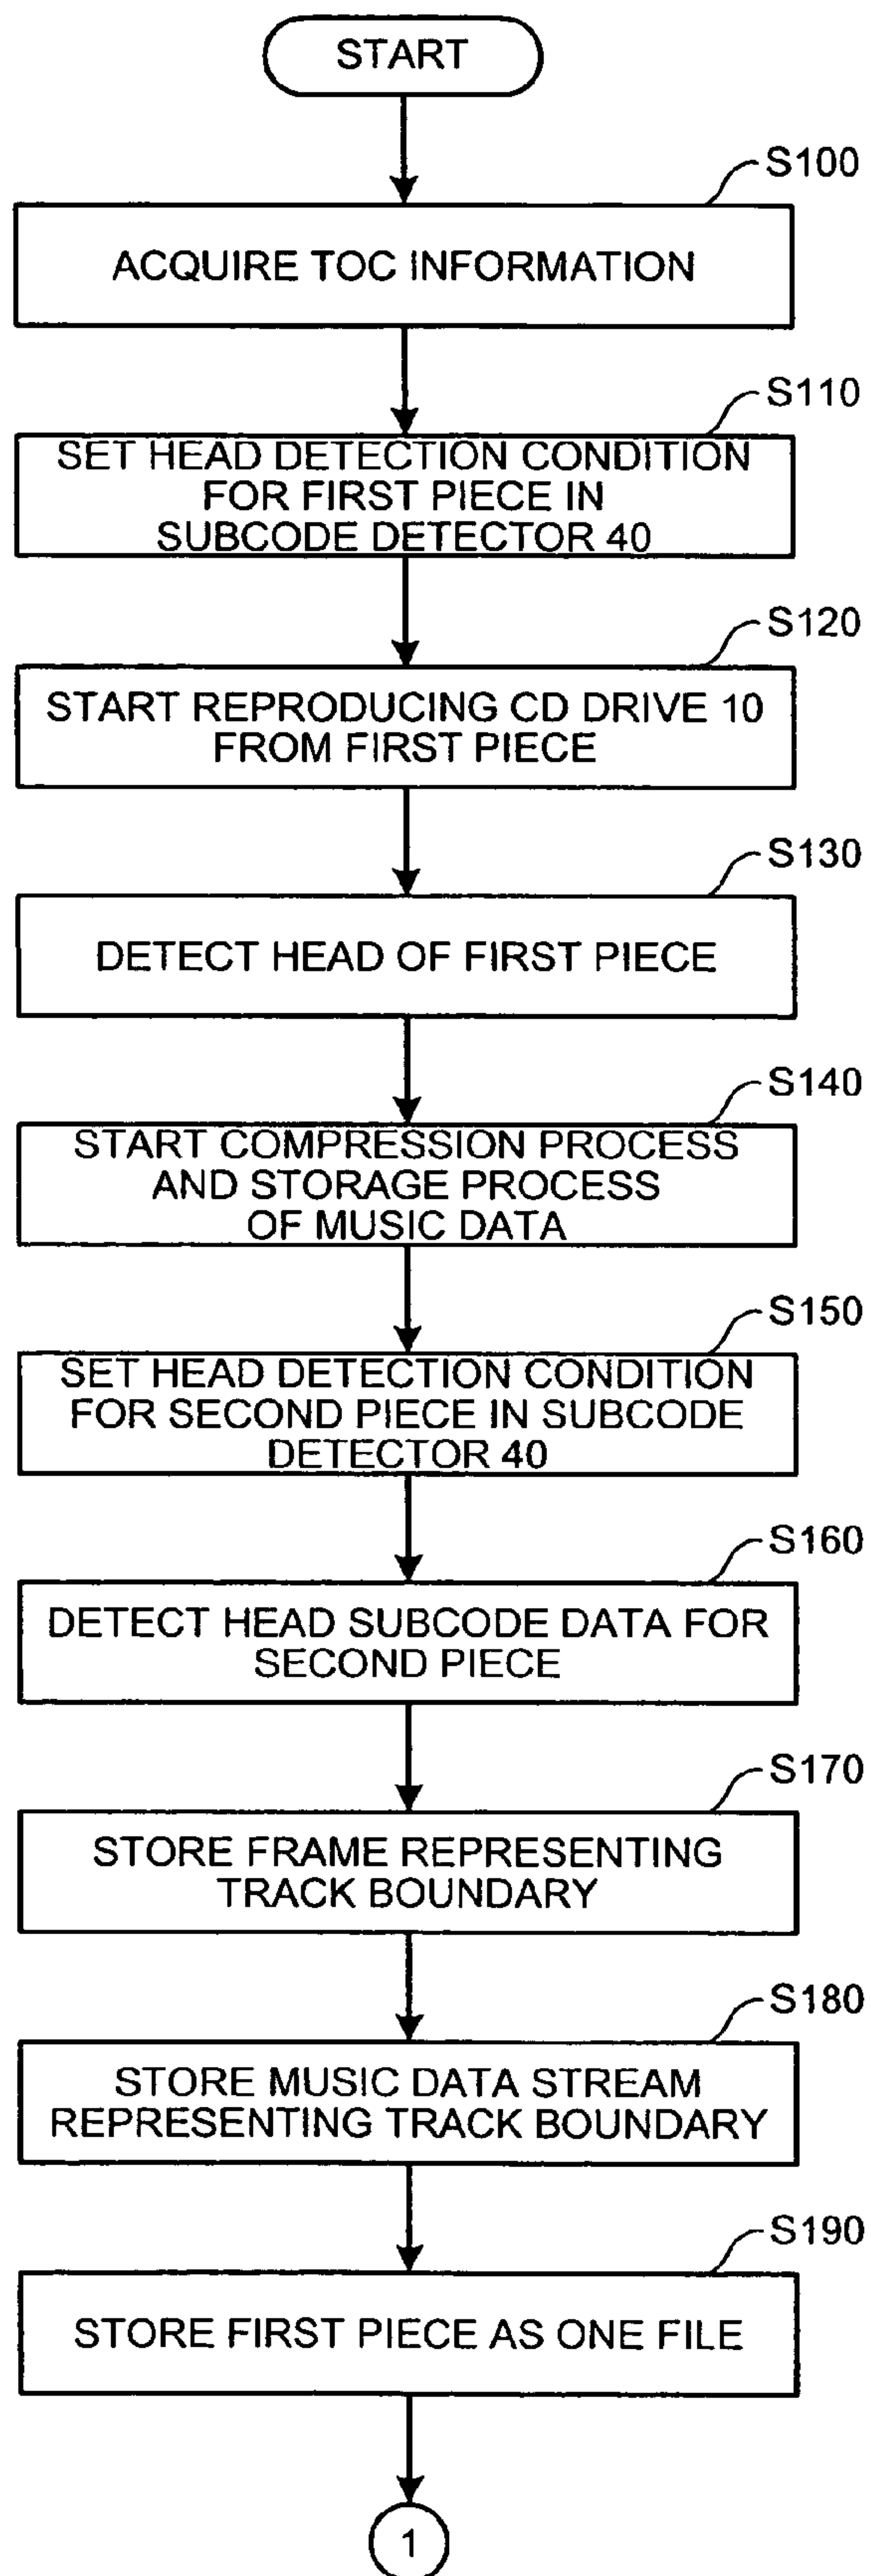 START
S100
ACQUIRE TOC INFORMATION
S110
SET HEAD DETECTION CONDITION
FOR FIRST PIECE IN
SUBCODE DETECTOR 40
S120
START REPRODUCING CD DRIVE 10
FROM FIRST PIECE
S130
DETECT HEAD OF FIRST PIECE
S140
START COMPRESSION PROCESS
AND STORAGE PROCESS
OF MUSIC DATA
S150
SET HEAD DETECTION CONDITION
FOR SECOND PIECE IN SUBCODE
DETECTOR 40
S160
DETECT HEAD SUBCODE DATA FOR
SECOND PIECE
S170
STORE FRAME REPRESENTING
TRACK BOUNDARY
S180
STORE MUSIC DATA STREAM
REPRESENTING TRACK BOUNDARY
S190
STORE FIRST PIECE AS ONE FILE
1